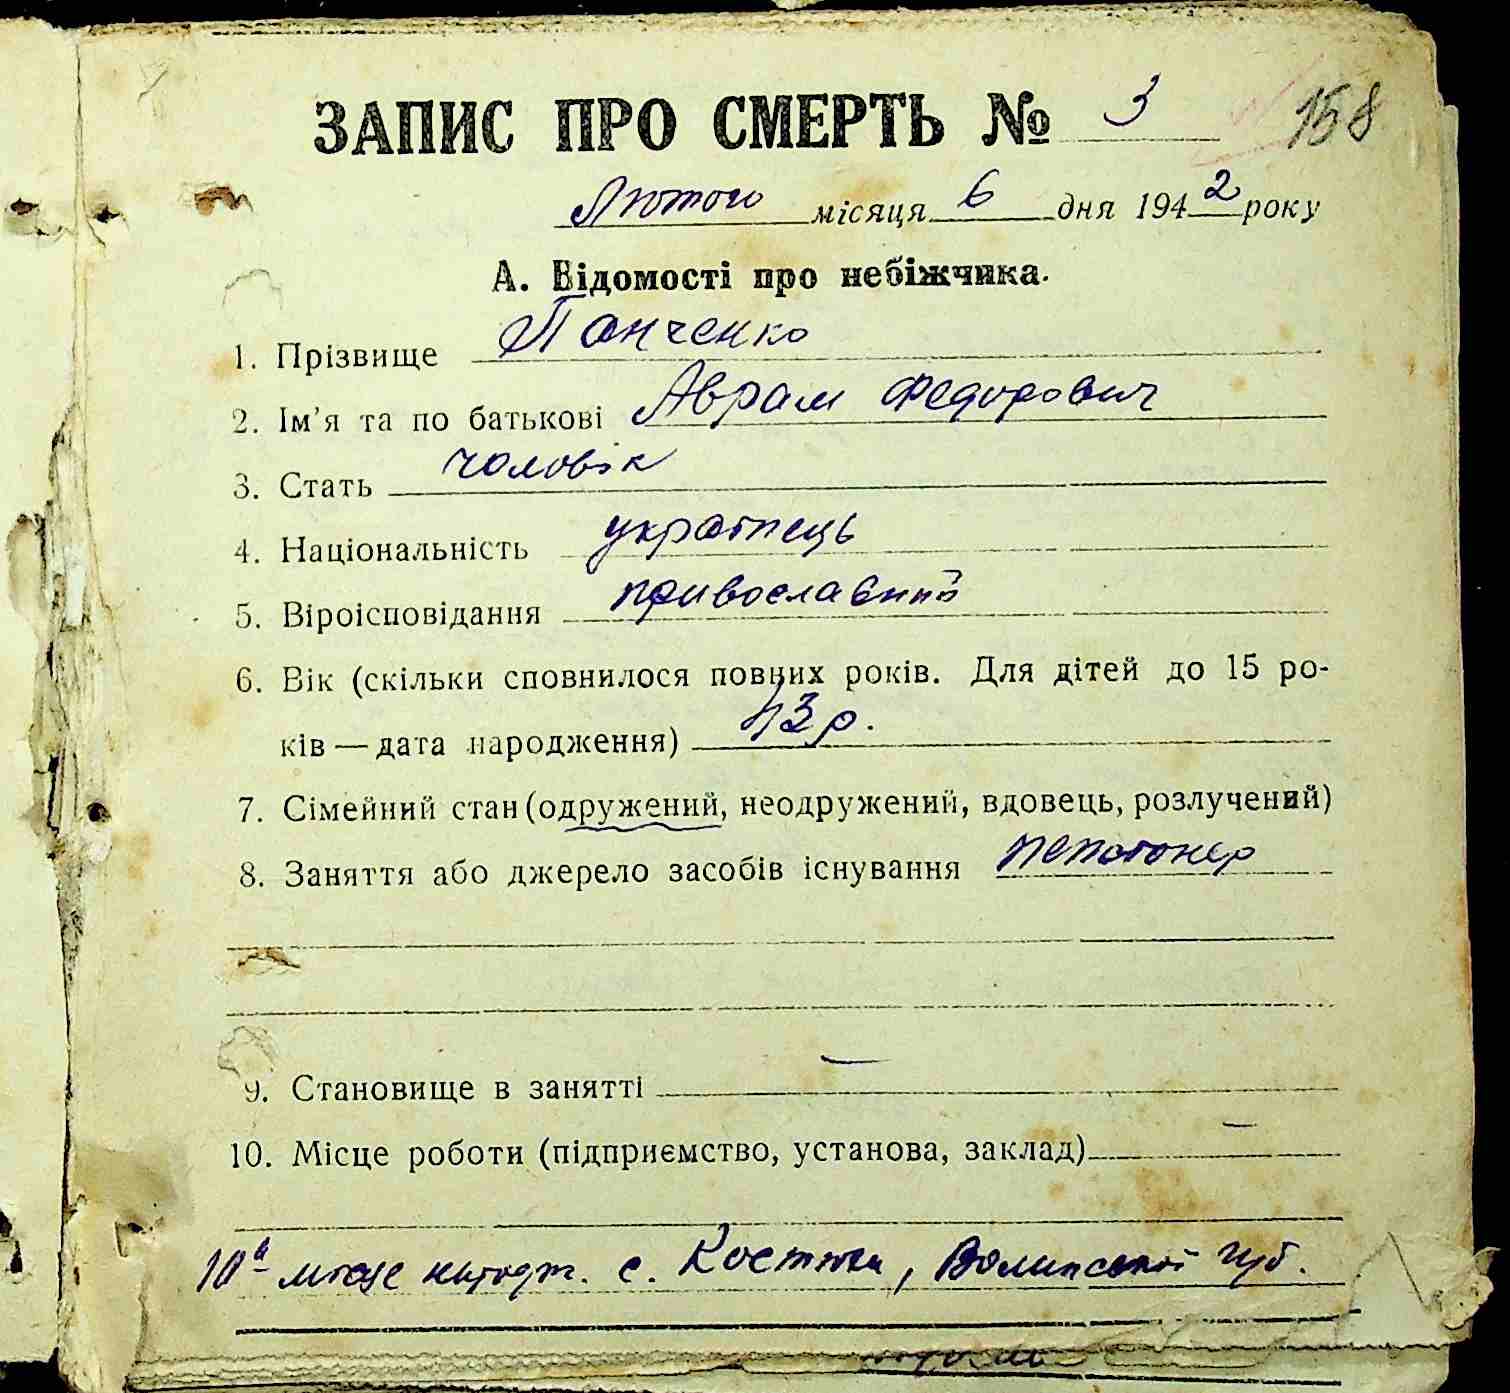 ЗАПИС ПРО СМЕРТЬ № 3 158
Лютого місяця 6 дня 1942 року
А. Відомості про небіжчика.
1. Прізвище Панченко
2. Ім'я та по батькові Аврам Федорович
3. Стать чоловік
4. Національність українець
5. Віроісповідання православний
6. Вік (скільки сповнилося повних років. Для дітей до 15 ро-
ків — дата народження) 43 р.
7. Сімейний стан (одружений, неодружений, вдовець, розлучений)
8. Заняття або джерело засобів існування
9. Становище в занятті —
10. Місце роботи (підприємство, установа, заклад) —
10а місце народж. с. Волинської губ.